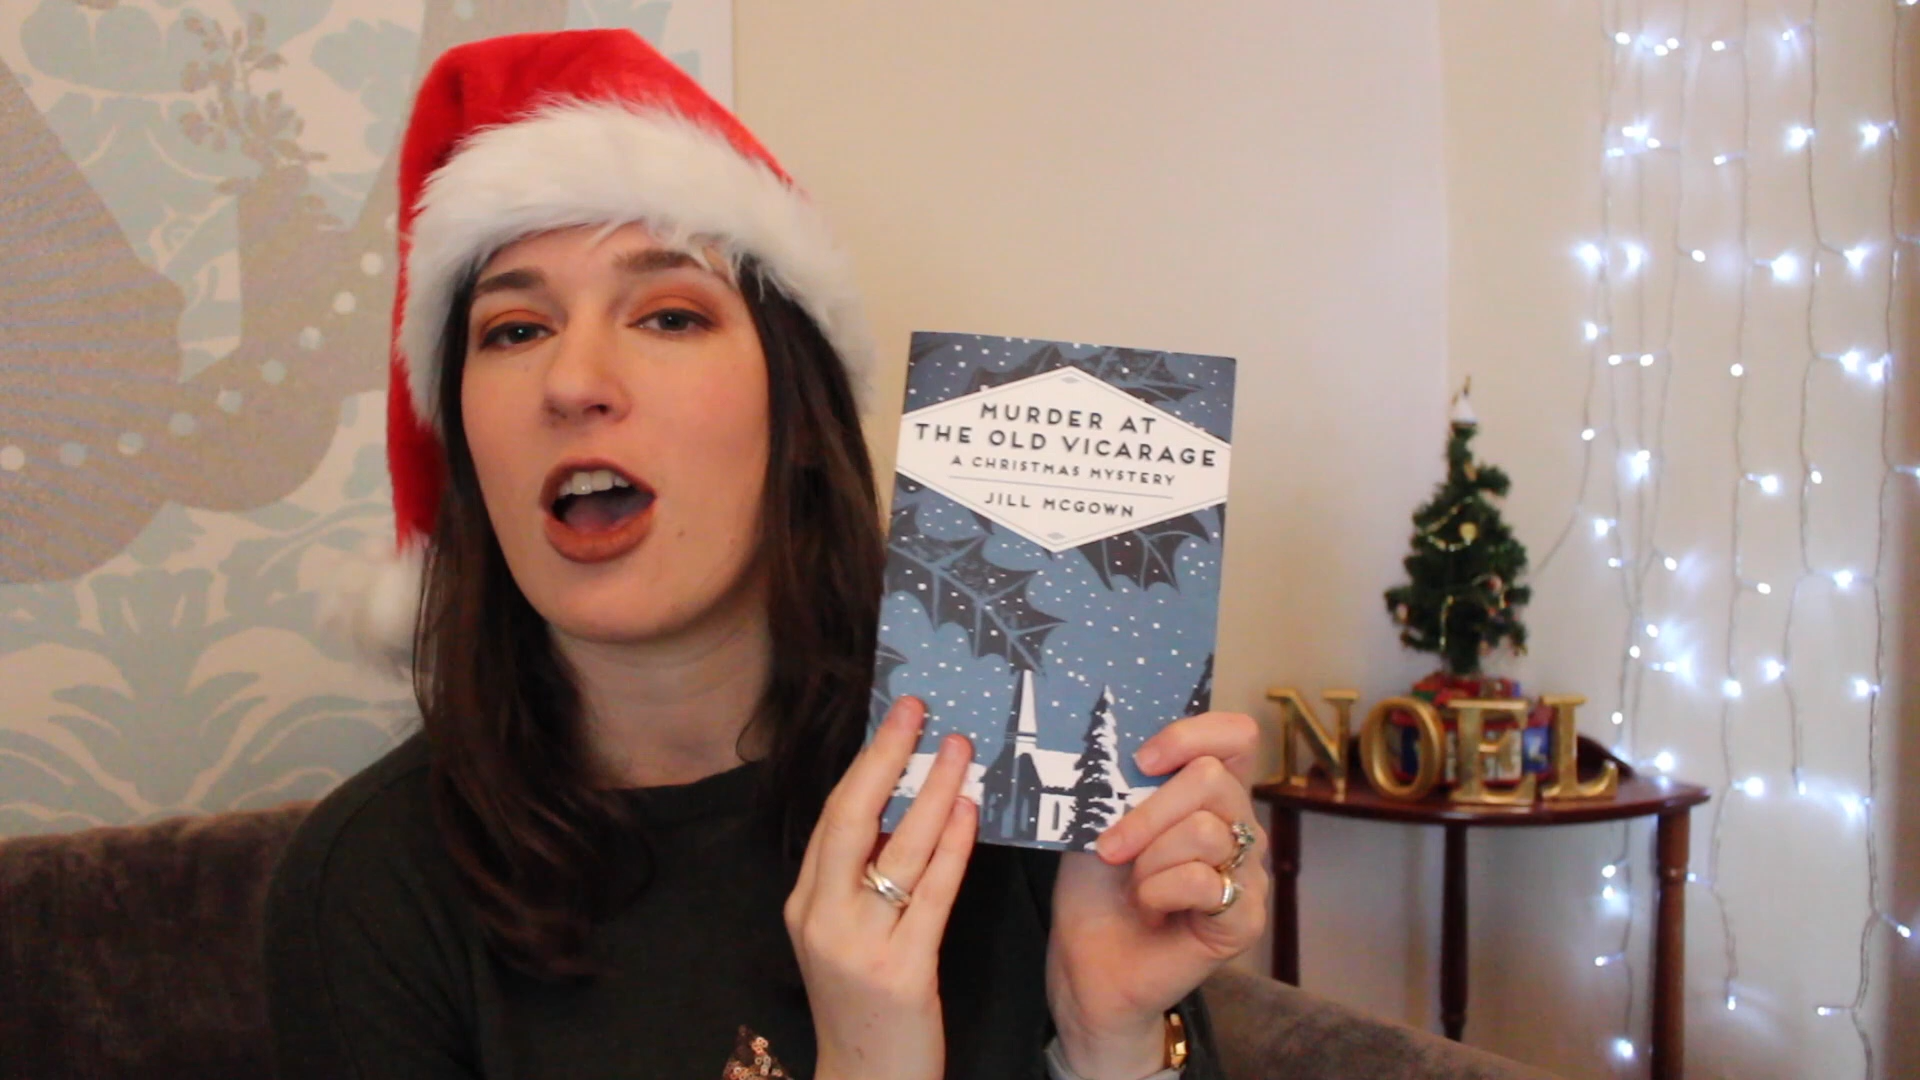 MURDER AT
THE OLD VICARAGE
A CHRISTMAS MYSTERY
JILL MCGOWN
NOEL